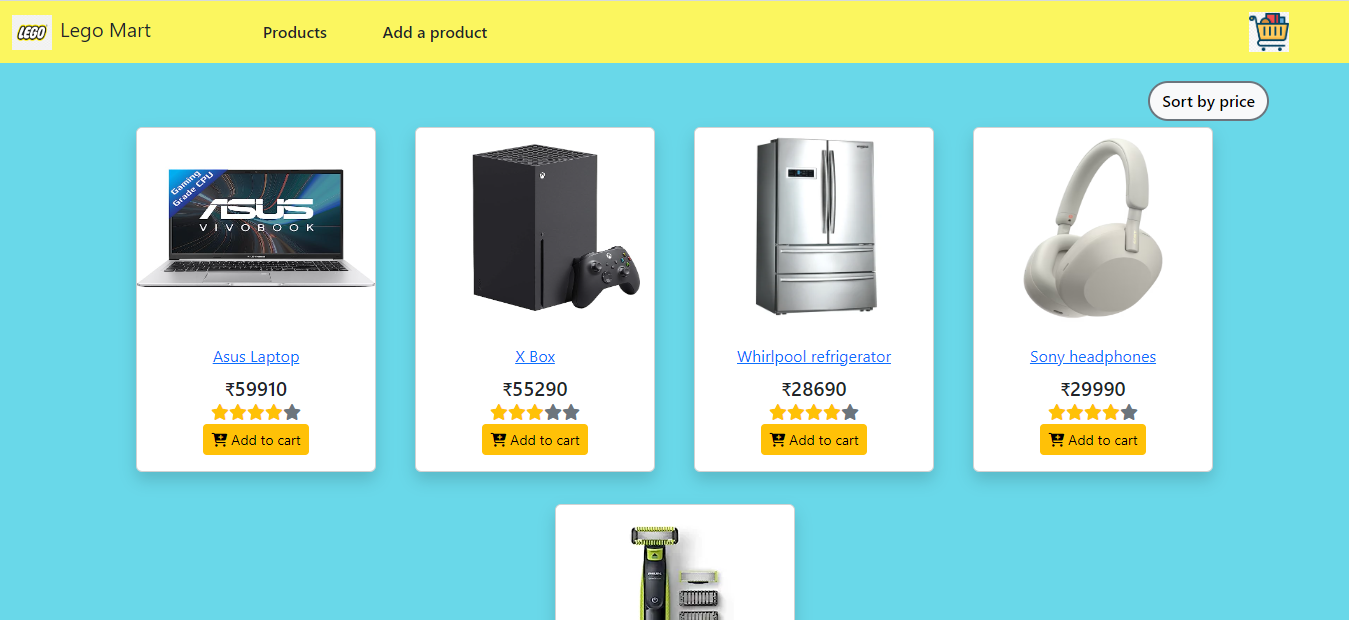 LEGO
Lego Mart
Products
Add a product
Sort by price
Gaming
Grade CPU
ASUS
VIVOBOOK
Asus Laptop
X Box
Whirlpool refrigerator
Sony headphones
₹59910
₹55290
₹28690
₹29990
Add to cart
Add to cart
Add to cart
Add to cart